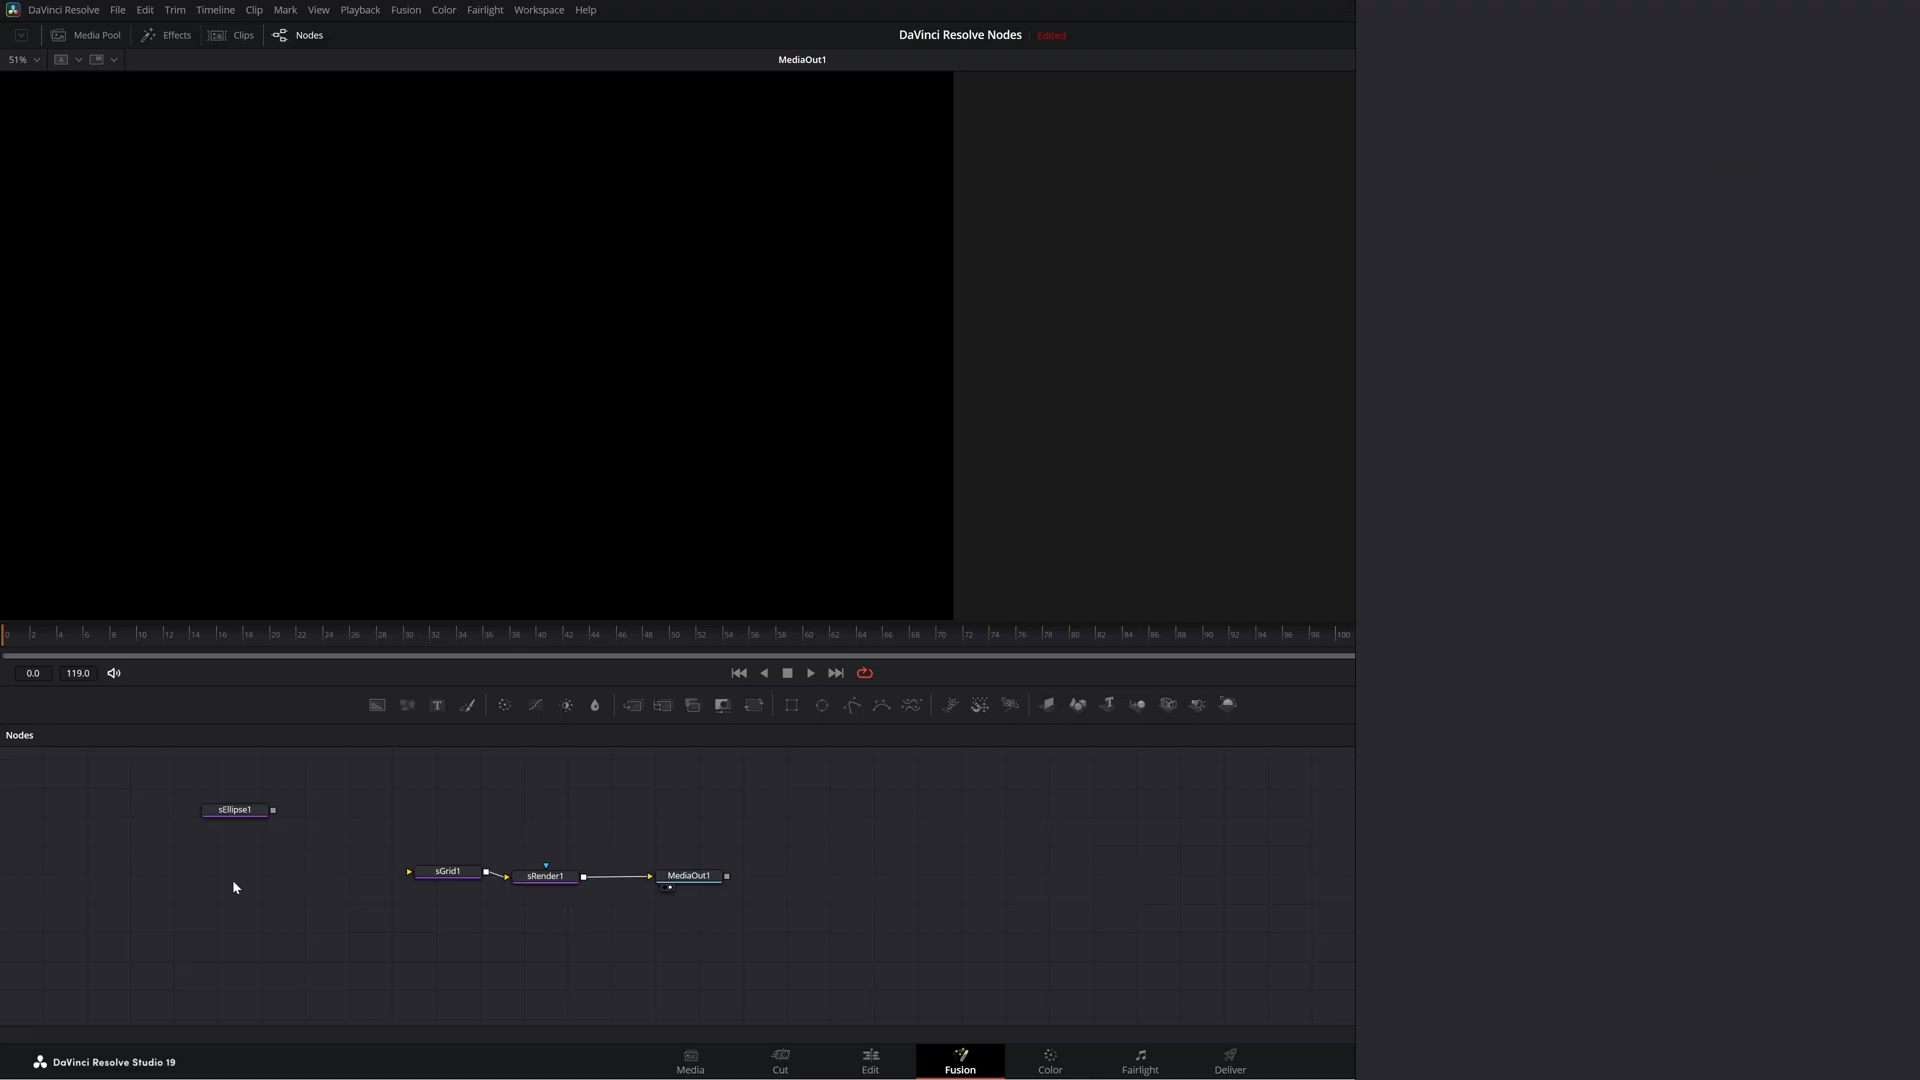 DaVinci Resolve File Edit Trim Timeline Clip Mark View Playback Fusion Color Fairlight Workspace Help
Media Pool Effects Clips Nodes DaVinci Resolve Nodes Edited
51% A MediaOut1
0 2 4 6 8 10 12 14 16 18 20 22 24 26 28 30 32 34 36 38 40 42 44 46 48 50 52 54 56 58 60 62 64 66 68 70 72 74 76 78 80 82 84 86 88 90 92 94 96 98 100
0.0 119.0
T T
Nodes
sEllipse1
sGrid1 sRender1 MediaOut1
DaVinci Resolve Studio 19 Media Cut Edit Fusion Color Fairlight Deliver